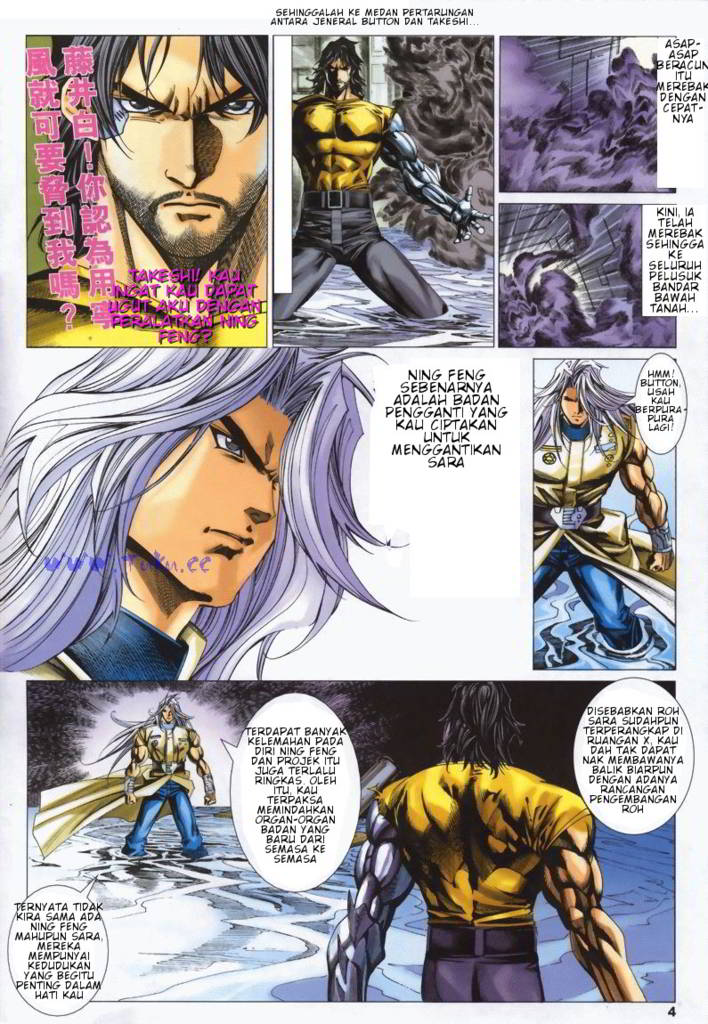 SEHINGGALAH KE MEDAN PERTARUNGAN
ANTARA JENERAL BUTTON DAN TAKESHI...
藤井白！你認為用穹
風就可要脅到我嗎？
TAKESHI! KAU
INGAT KAU DAPAT
UGUT AKU DENGAN
PERALATKAN NING
FENG?
ASAP-
ASAP
BERACUN
ITU
MEREBAK
DENGAN
CEPAT-
NYA
KINI, IA
TELAH
MEREBAK
SEHINGGA
KE
SELURUH
PELUSUK
BANDAR
BAWAH
TANAH...
NING FENG
SEBENARNYA
ADALAH BADAN
PENGGANTI YANG
KAU CIPTAKAN
UNTUK
MENGGANTIKAN
SARA
HMM!
BUTTON,
USAH
KAU
BERPURA-
PURA
LAGI!
www.Tuku.cc
TERDAPAT BANYAK
KELEMAHAN PADA
DIRI NING FENG
DAN PROJEK ITU
JUGA TERLALU
RINGKAS. OLEH
ITU, KAU
TERPAKSA
MEMINDAHKAN
ORGAN-ORGAN
BADAN YANG
BARU DARI
SEMASA KE
SEMASA
DISEBABKAN ROH
SARA SUDAHPUN
TERPERANGKAP DI
RUANGAN X, KAU
DAH TAK DAPAT
NAK MEMBAWANYA
BALIK BIARPUN
DENGAN ADANYA
RANCANGAN
PENGEMBANGAN
ROH
TERNYATA TIDAK
KIRA SAMA ADA
NING FENG
MAHUPUN SARA,
MEREKA
MEMPUNYAI
KEDUDUKAN
YANG BEGITU
PENTING DALAM
HATI KAU
4